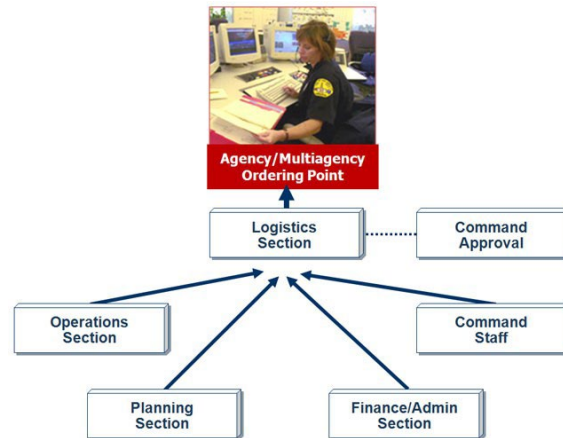 Agency/Multiagency
Ordering Point
Logistics
Section
Command
Approval
Operations
Section
Command
Staff
Planning
Section
Finance/Admin
Section